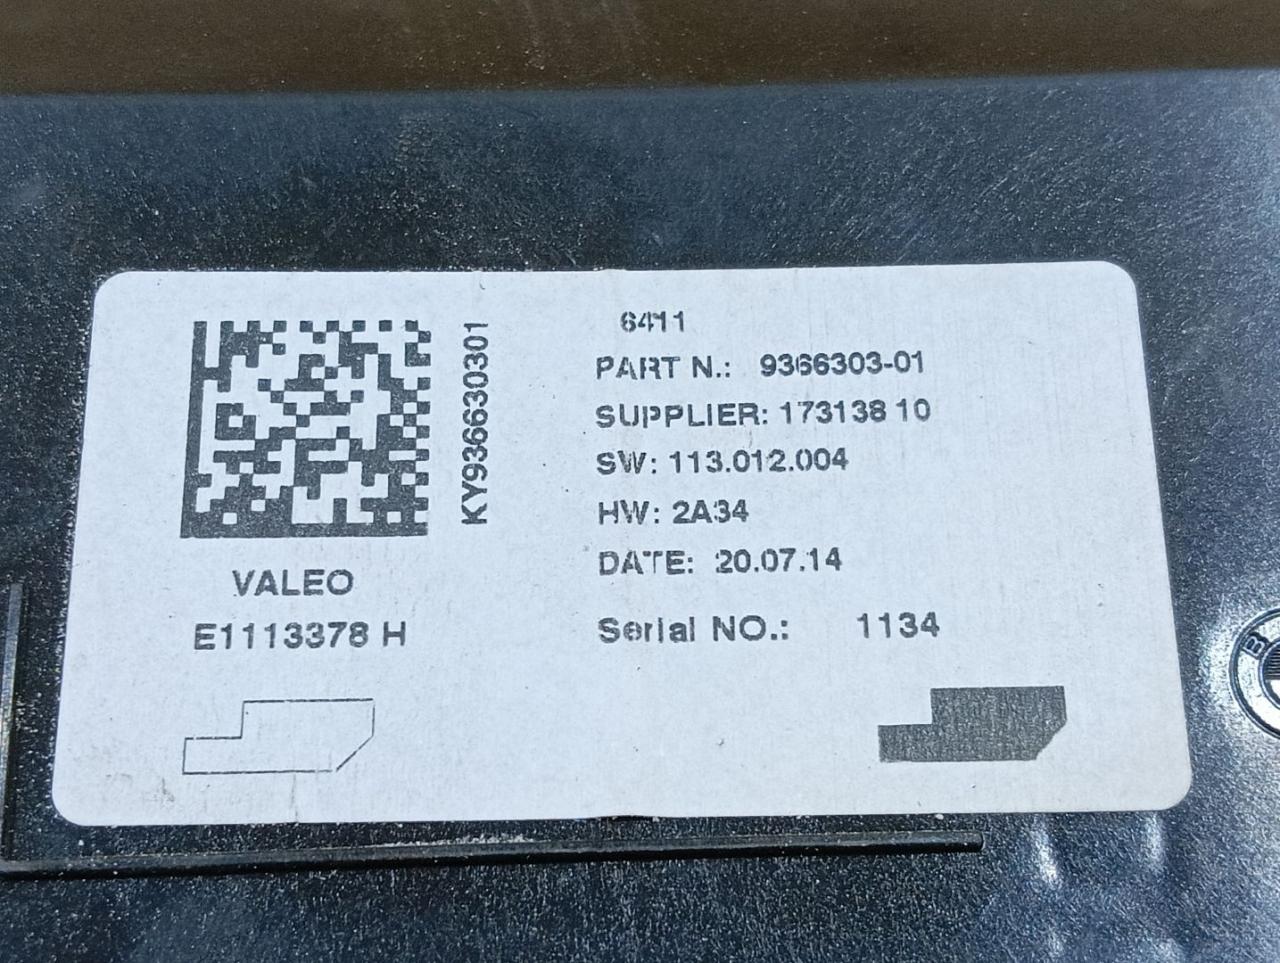 KY9366630301
VALEO
E1113378 H
6411
PART N.: 9366303-01
SUPPLIER: 173138 10
SW: 113.012.004
HW: 2A34
DATE: 20.07.14
Serial NO.: 1134
B